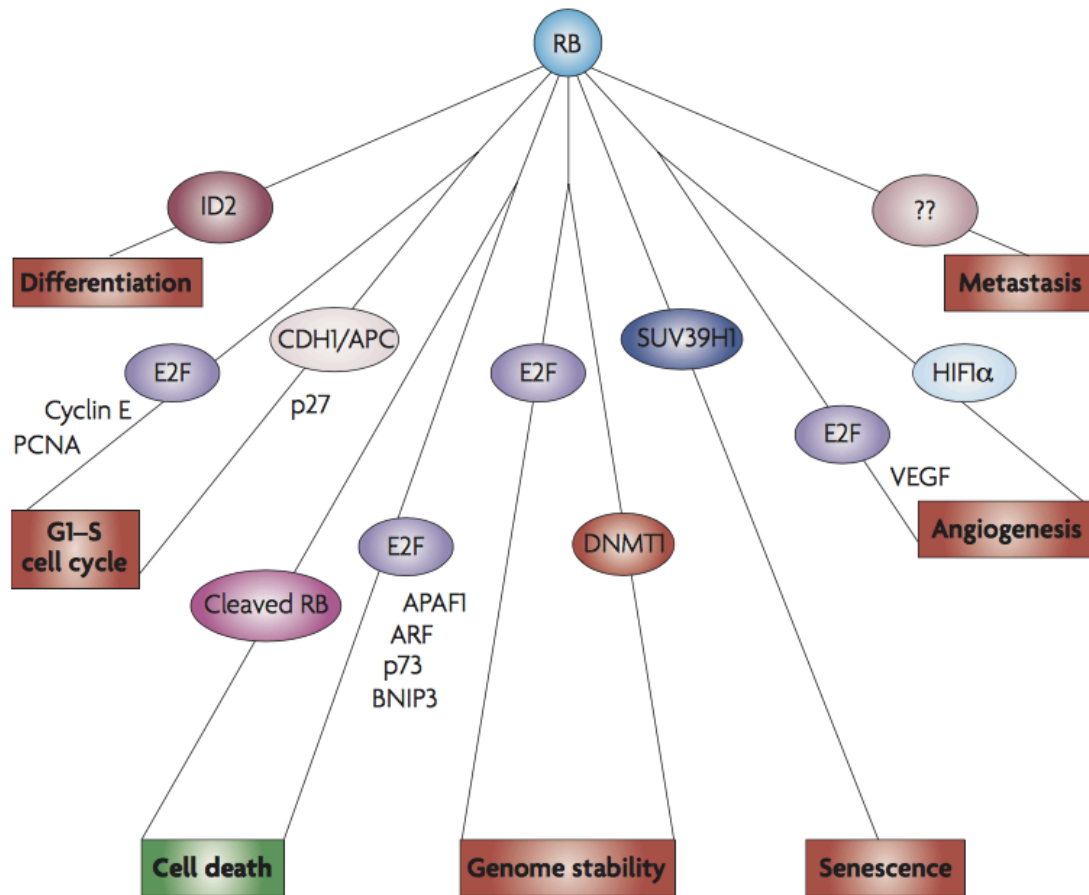 RB
ID2
??
Differentiation
Metastasis
CDH1/APC
SUV39H1
E2F
E2F
HIF1α
Cyclin E
p27
PCNA
E2F
VEGF
G1–S
cell cycle
Angiogenesis
E2F
DNMT1
Cleaved RB
APAF1
ARF
p73
BNIP3
Cell death
Genome stability
Senescence